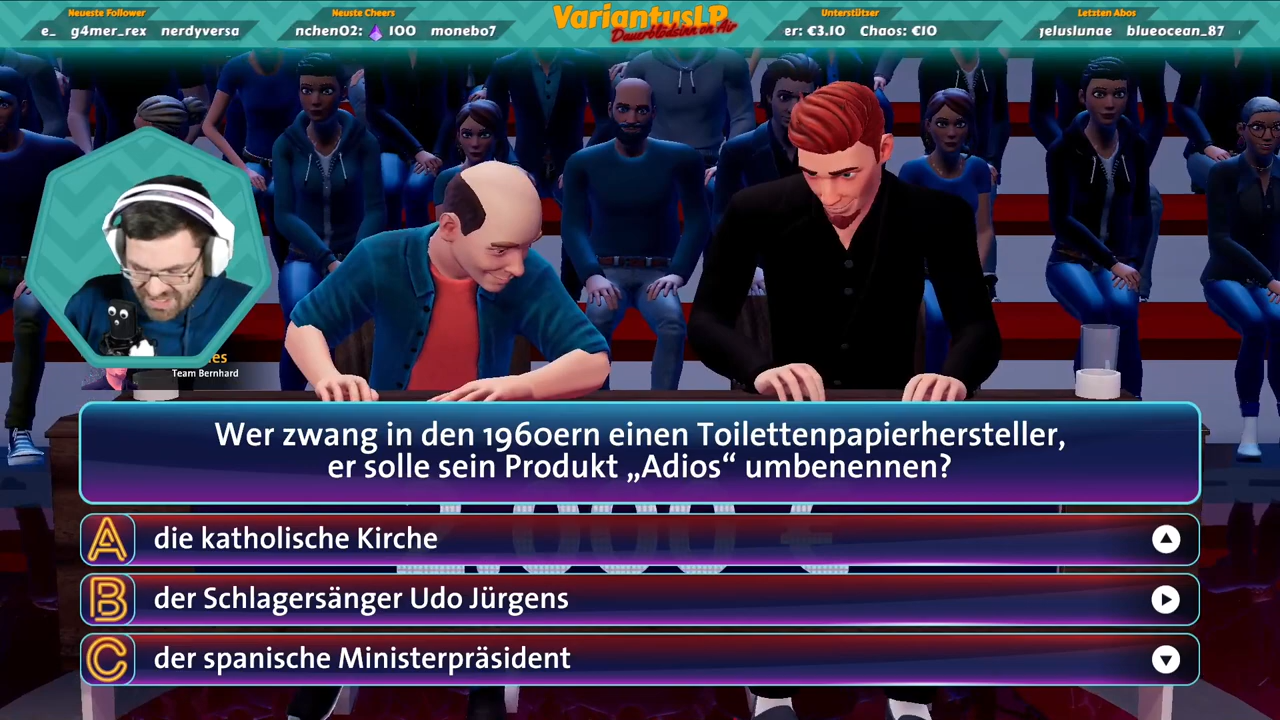 Neueste Follower
e_ g4mer_rex nerdyversa
Neuste Cheers
nchen02: 100 monebo7
VariantusLP
Dauerblödsinn on Air
Unterstützer
er: €3.10 Chaos: €10
Letzten Abos
yeluslunae blueocean_87
Team Bernhard
Wer zwang in den 1960ern einen Toilettenpapierhersteller,
er solle sein Produkt „Adios“ umbenennen?
A die katholische Kirche
B der Schlagersänger Udo Jürgens
C der spanische Ministerpräsident